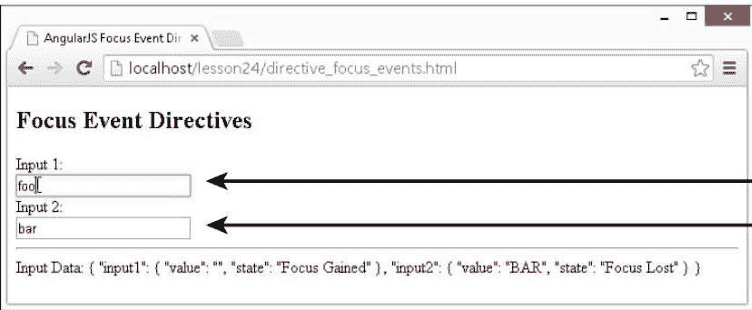 AngularJS Focus Event Dir
localhost/lesson24/directive_focus_events.html
Focus Event Directives
Input 1:
foo
Input 2:
bar
Input Data: { "input1": { "value": "", "state": "Focus Gained" }, "input2": { "value": "BAR", "state": "Focus Lost" } }